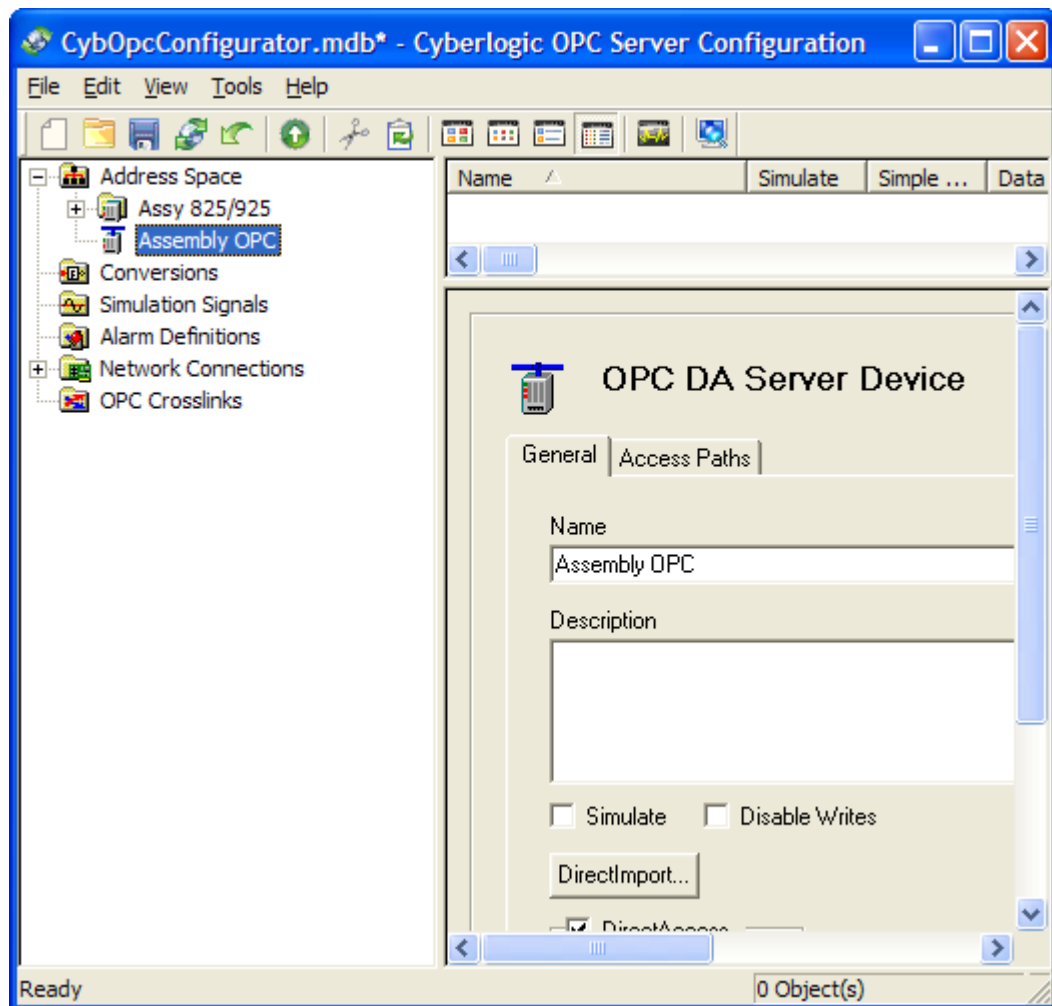 CybOpcConfigurator.mdb* - Cyberlogic OPC Server Configuration
File Edit View Tools Help
Address Space
Assy 825/925
Assembly OPC
Conversions
Simulation Signals
Alarm Definitions
Network Connections
OPC Crosslinks
Name Simulate Simple ... Data
OPC DA Server Device
General Access Paths
Name
Assembly OPC
Description
Simulate Disable Writes
DirectImport...
DirectAccess
Ready 0 Object(s)